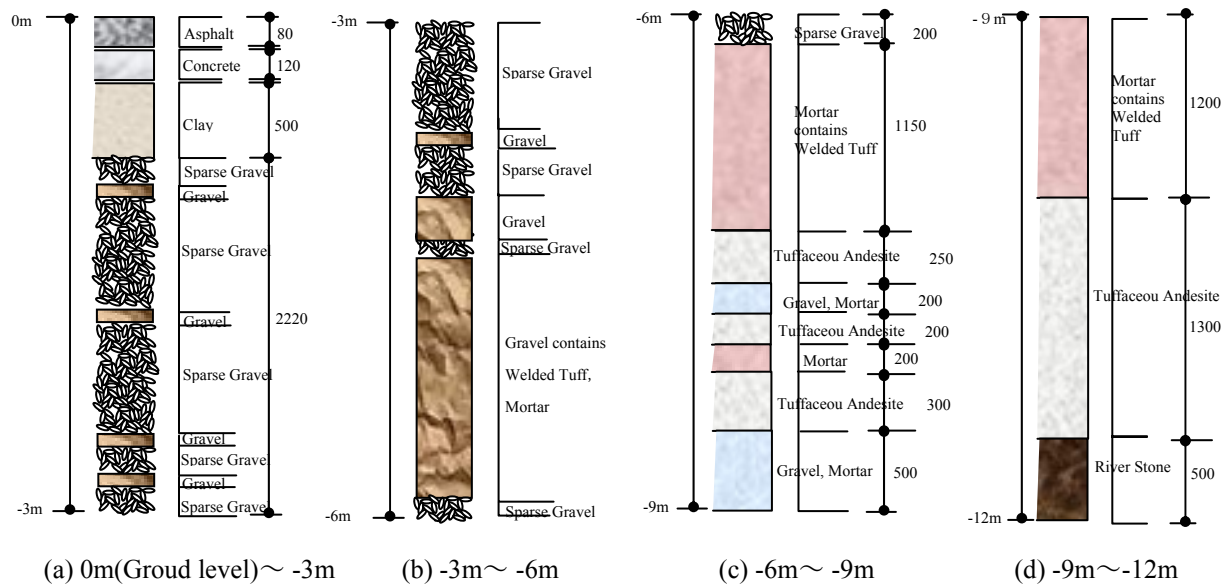 0m
Asphalt 80
Concrete 120
Clay 500
Sparse Gravel
Gravel
Sparse Gravel
Gravel 2220
Sparse Gravel
Gravel
Sparse Gravel
Gravel
Sparse Gravel
-3m
(a) 0m(Groud level)～ -3m
-3m
Sparse Gravel
Gravel
Sparse Gravel
Gravel
Sparse Gravel
Gravel contains
Welded Tuff,
Mortar
Sparse Gravel
-6m
(b) -3m～ -6m
-6m
Sparse Gravel 200
Mortar
contains 1150
Welded Tuff
Tuffaceou Andesite 250
Gravel, Mortar 200
Tuffaceou Andesite 200
Mortar 200
Tuffaceou Andesite 300
Gravel, Mortar 500
-9m
(c) -6m～ -9m
-９m
Mortar
contains 1200
Welded
Tuff
Tuffaceou Andesite
1300
River Stone 500
-12m
(d) -9m～-12m